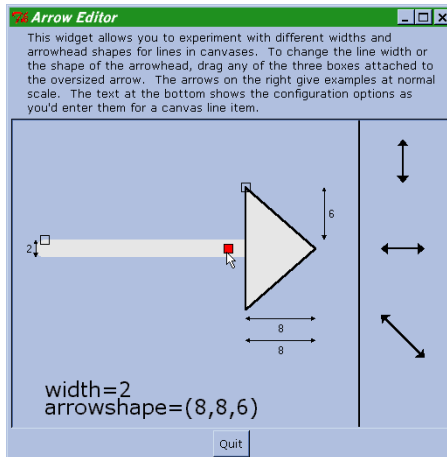 Arrow Editor
This widget allows you to experiment with different widths and
arrowhead shapes for lines in canvases. To change the line width or
the shape of the arrowhead, drag any of the three boxes attached to
the oversized arrow. The arrows on the right give examples at normal
scale. The text at the bottom shows the configuration options as
you'd enter them for a canvas line item.
6
2
8
8
width=2
arrowshape=(8,8,6)
Quit